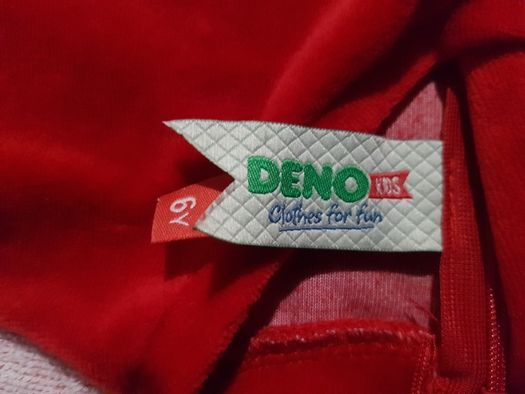 DENO KIDS
Clothes for fun
6Y